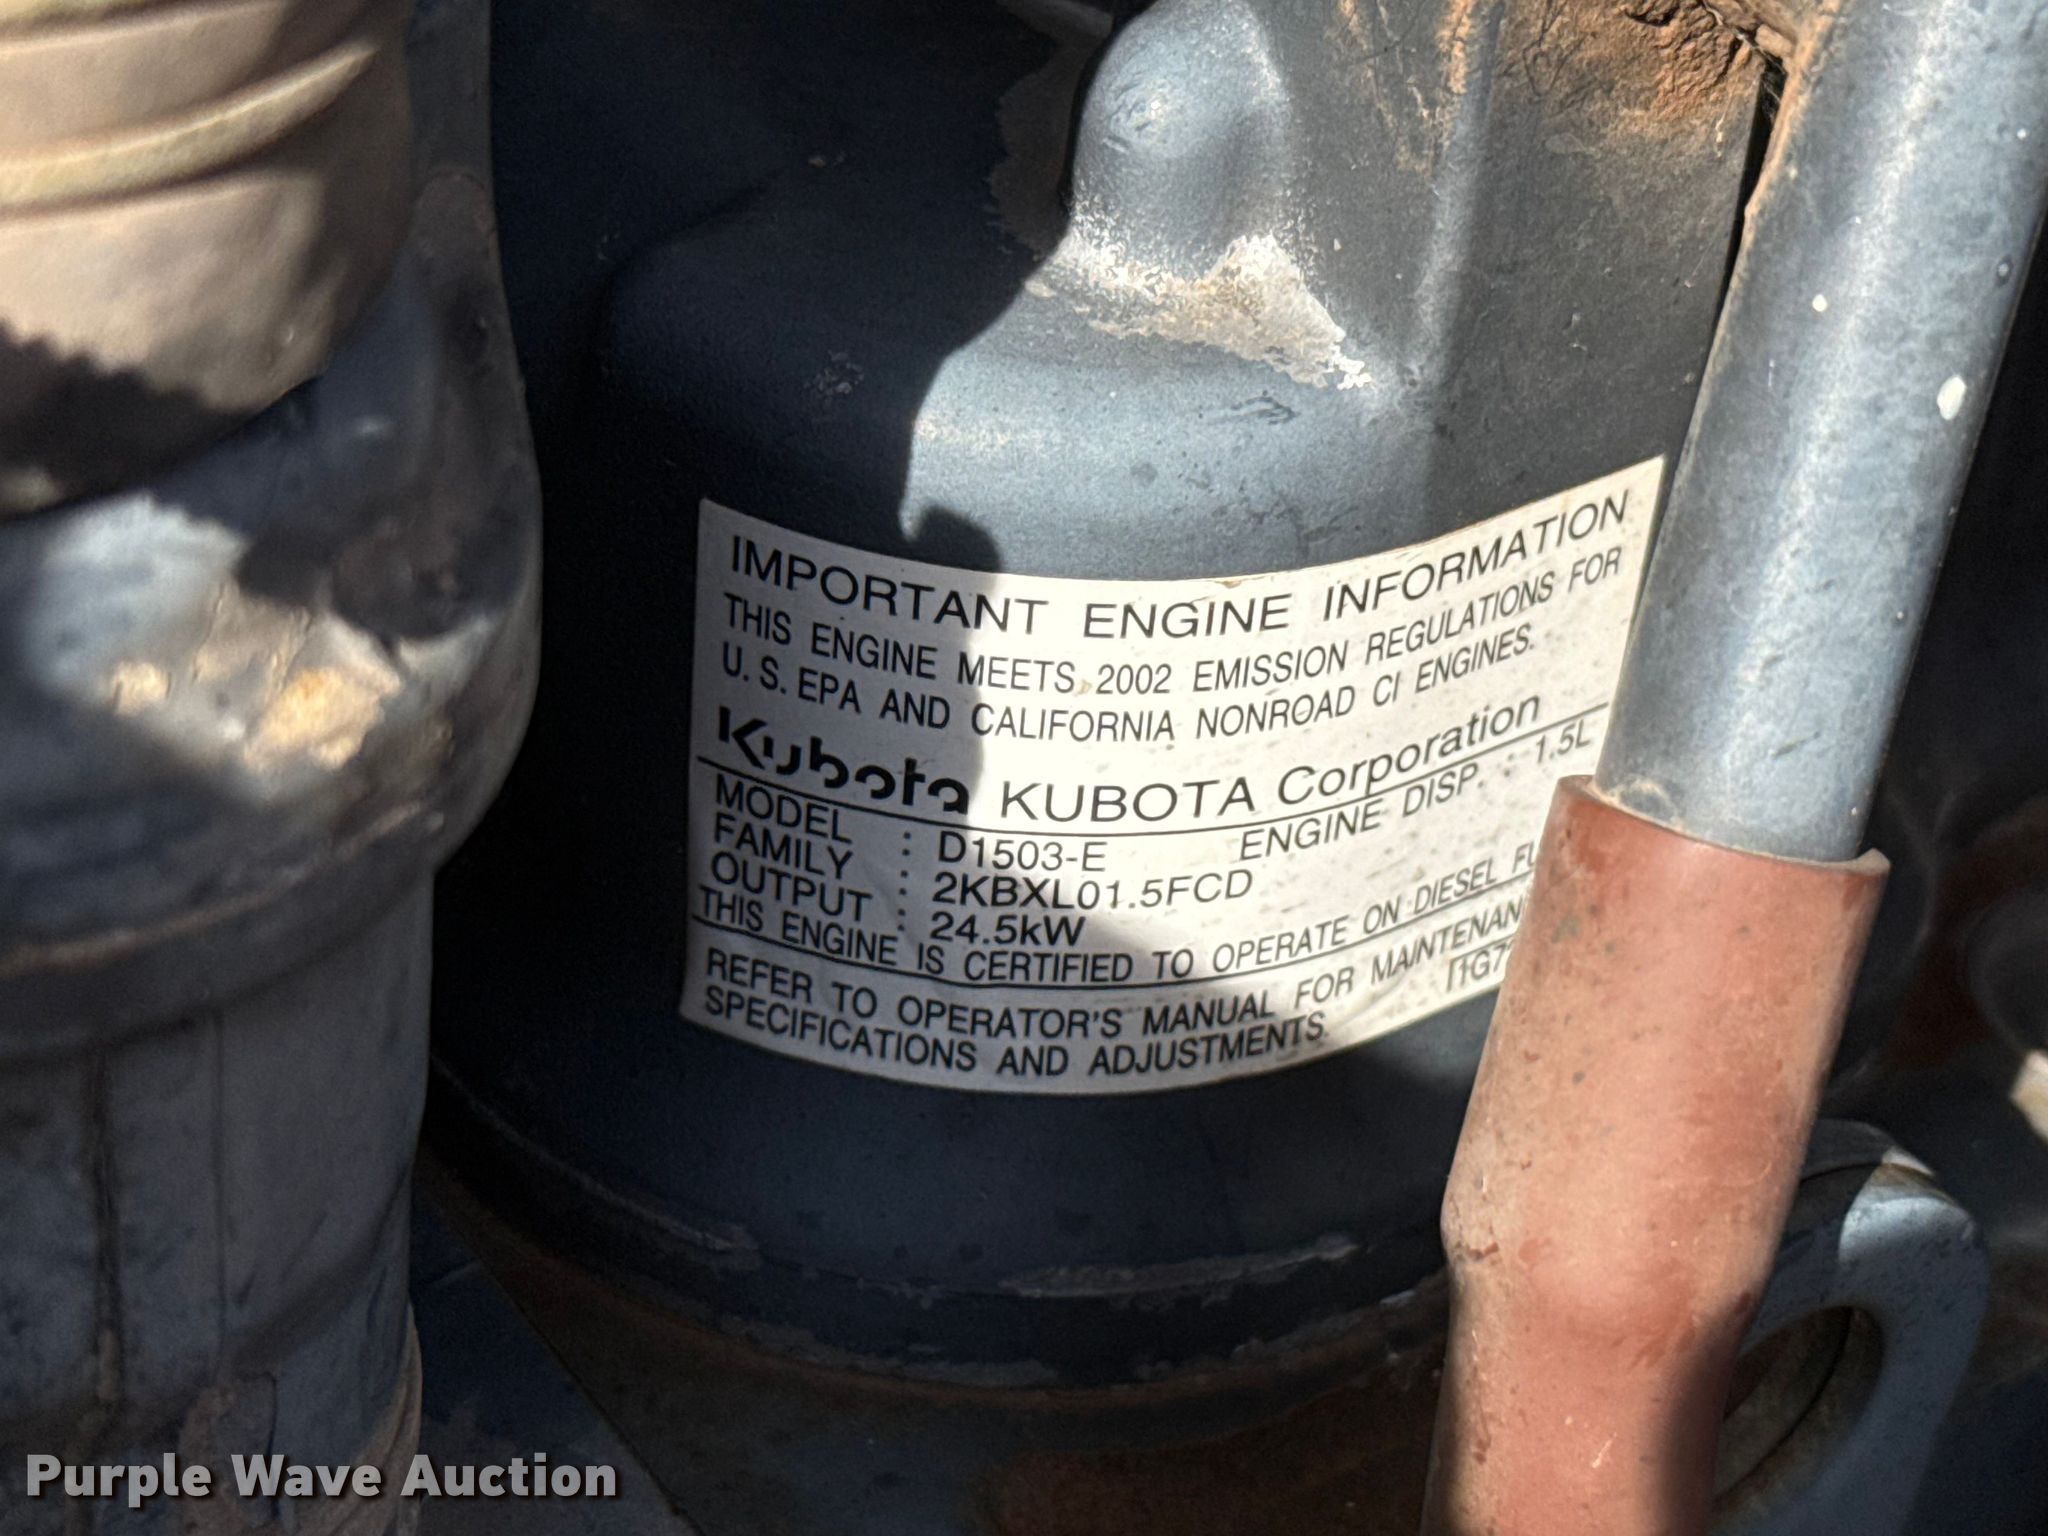 IMPORTANT ENGINE INFORMATION
THIS ENGINE MEETS 2002 EMISSION REGULATIONS FOR
U.S.EPA AND CALIFORNIA NONROAD CI ENGINES.
Kubota KUBOTA Corporation
MODEL : D1503-E ENGINE DISP. : 1.5L
FAMILY : 2KBXL01.5FCD
OUTPUT : 24.5kW
THIS ENGINE IS CERTIFIED TO OPERATE ON DIESEL
REFER TO OPERATOR'S MANUAL FOR
SPECIFICATIONS AND ADJUSTMENTS.
Purple Wave Auction